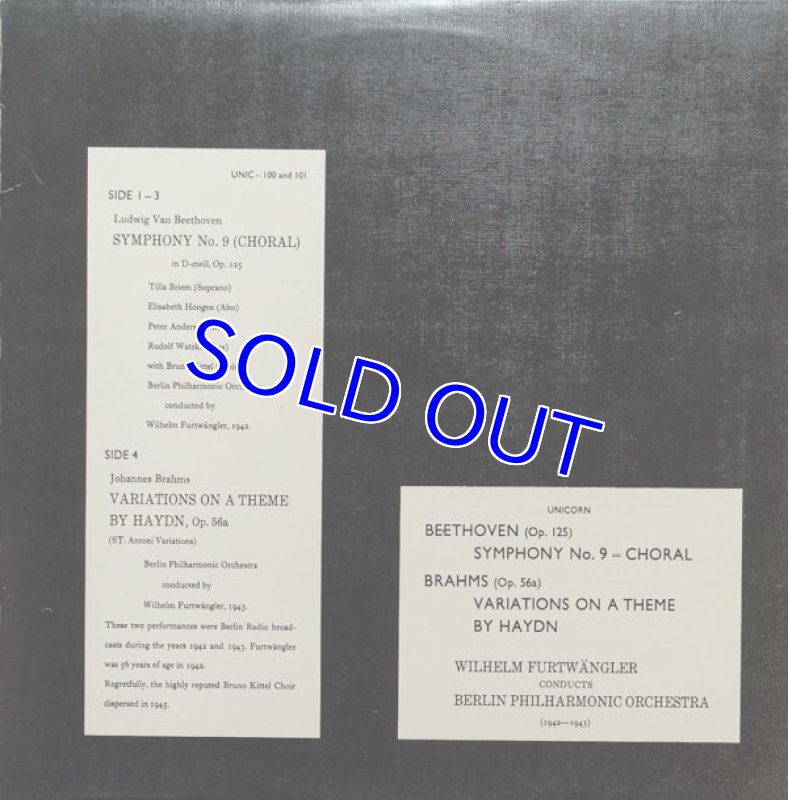 UNIC – 100 and 101
SIDE 1 – 3
Ludwig Van Beethoven
SYMPHONY No. 9 (CHORAL)
in D-moll, Op. 125
Tilla Briem (Soprano)
Elisabeth Hongen (Alto)
Peter
Rudolf
with
Berlin Philharmonic
conducted by
Wilhelm Furtwängler, 1942.
SIDE 4
Johannes Brahms
VARIATIONS ON A THEME
BY HAYDN, Op. 56a
(ST. Antoni Variations)
Berlin Philharmonic Orchestra
conducted by
Wilhelm Furtwängler, 1943.
These two performances were Berlin Radio broad-
casts during the years 1942 and 1943. Furtwängler
was 56 years of age in 1942.
Regretfully, the highly reputed Bruno Kittel Choir
dispersed in 1945.
SOLD OUT
UNICORN
BEETHOVEN (Op. 125)
SYMPHONY No. 9 – CHORAL
BRAHMS (Op. 56a)
VARIATIONS ON A THEME
BY HAYDN
WILHELM FURTWÄNGLER
CONDUCTS
BERLIN PHILHARMONIC ORCHESTRA
(1942—1943)